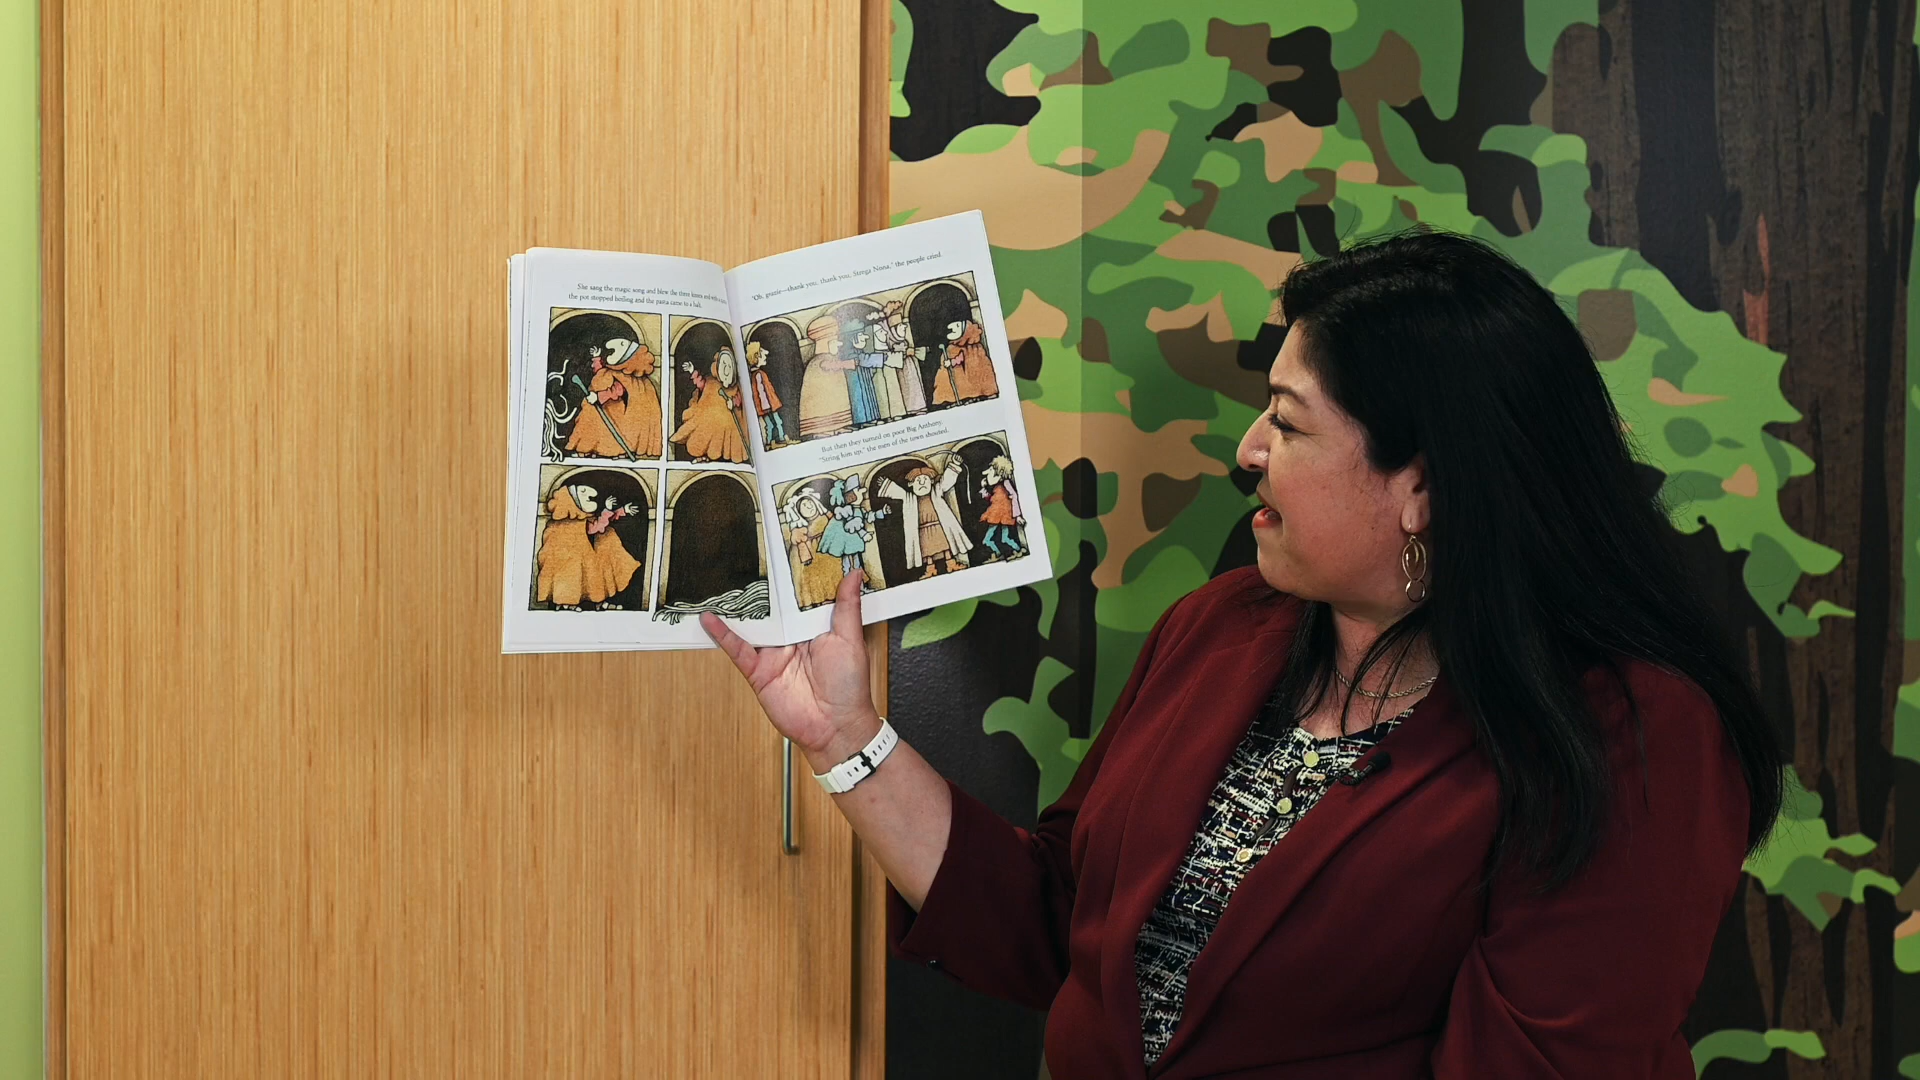 She sang the magic song and blew the three kisses and with a
the pot stopped boiling and the pasta came to a halt.
"Oh, grazie—thank you, thank you, Strega Nona," the people cried.
But then they turned on poor Big Anthony.
"String him up," the men of the town shouted.